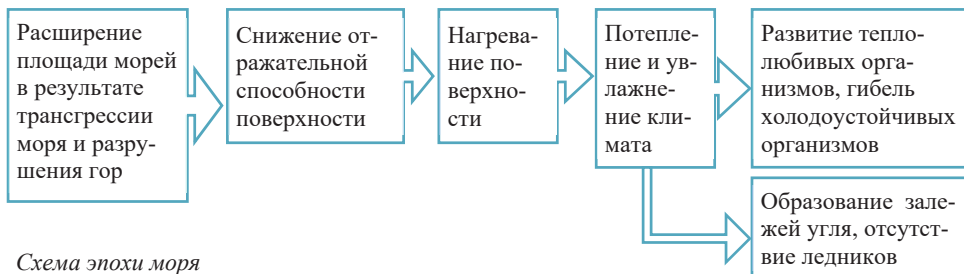 Расширение
площади морей
в результате
трансгрессии
моря и разру-
шения гор
Снижение от-
ражательной
способности
поверхности
Нагрева-
ние по-
верхно-
сти
Потепле-
ние и ув-
лажне-
ние кли-
мата
Развитие тепло-
любивых орга-
низмов, гибель
холодоустойчивых
организмов
Образование зале-
жей угля, отсутст-
вие ледников
Схема эпохи моря